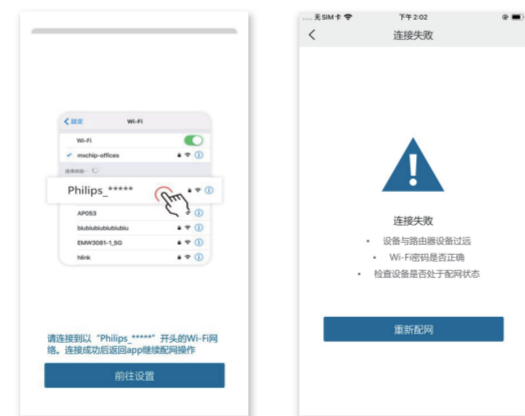 设定
Wi-Fi
Wi-Fi
mxchip-offices
Philips_*****
AP053
blublublublublublu
EMW3081-1_5G
hlink
请连接到以“Philips_*****”开头的Wi-Fi网
络。连接成功后返回app继续配网操作
前往设置
无SIM卡
下午2:02
连接失败
连接失败
• 设备与路由器设备过远
• Wi-Fi密码是否正确
• 检查设备是否处于配网状态
重新配网